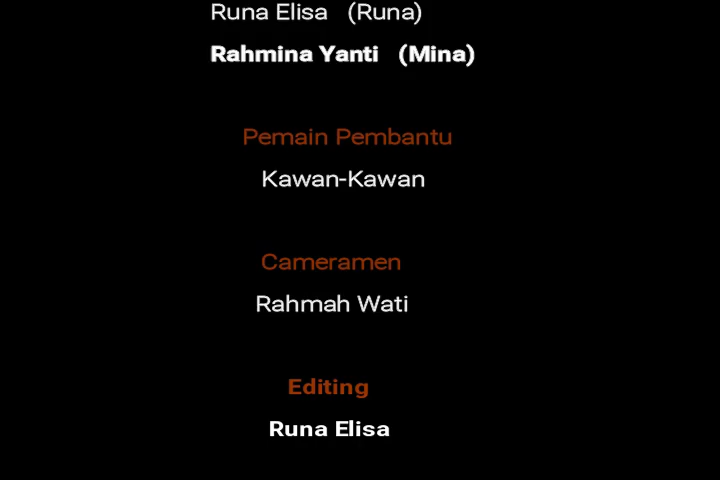 Runa Elisa (Runa)
Rahmina Yanti (Mina)
Pemain Pembantu
Kawan-Kawan
Cameramen
Rahmah Wati
Editing
Runa Elisa